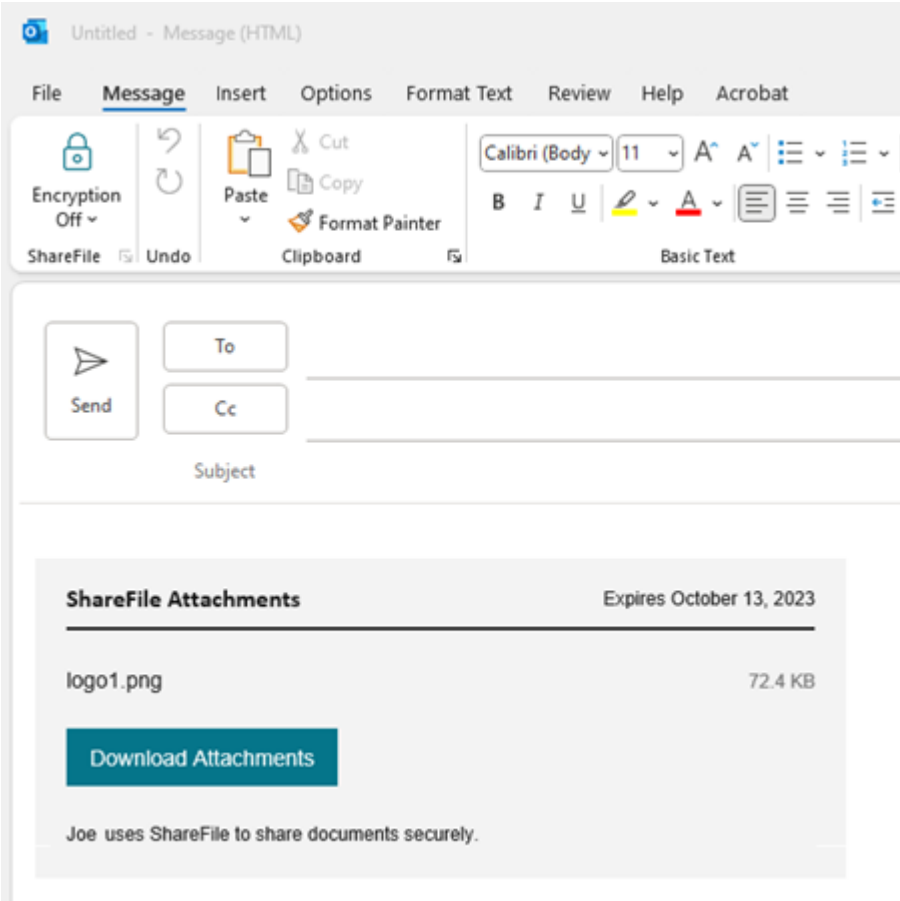 Untitled - Message (HTML)
File Message Insert Options Format Text Review Help Acrobat
Encryption
Off
ShareFile
Undo
Paste
Cut
Copy
Format Painter
Clipboard
Calibri (Body 11
B I U A
Basic Text
Send
To
Cc
Subject
ShareFile Attachments Expires October 13, 2023
logo1.png 72.4 KB
Download Attachments
Joe uses ShareFile to share documents securely.